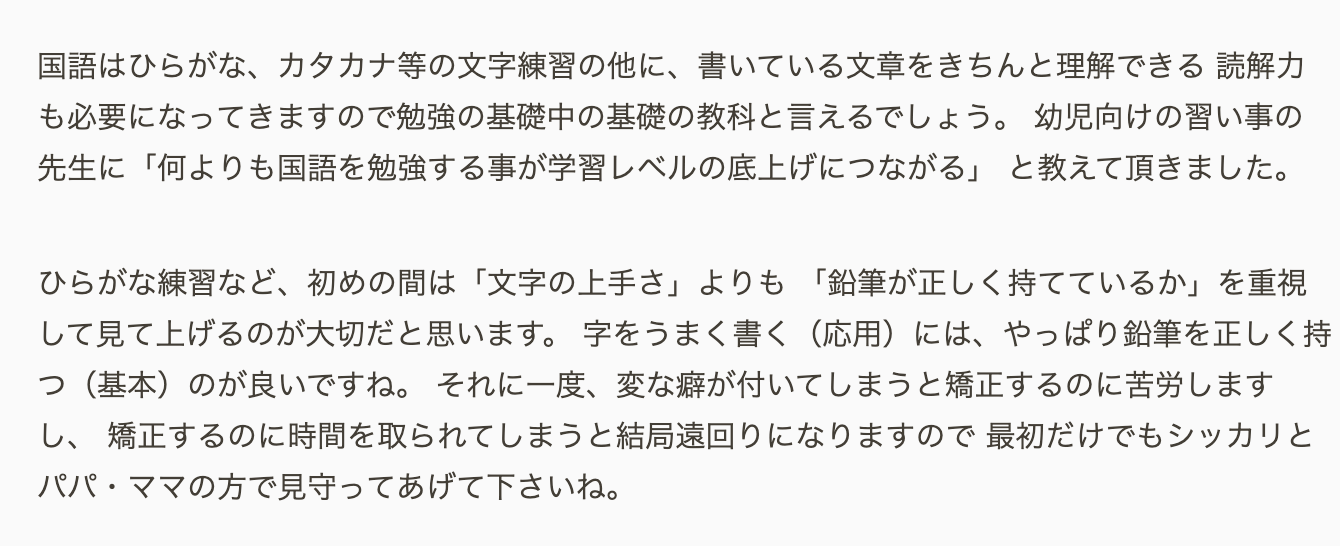 国語はひらがな、カタカナ等の文字練習の他に、書いている文章をきちんと理解できる 読解力
も必要になってきますので勉強の基礎中の基礎の教科と言えるでしょう。 幼児向けの習い事の
先生に「何よりも国語を勉強する事が学習レベルの底上げにつながる」 と教えて頂きました。
ひらがな練習など、初めの間は「文字の上手さ」よりも 「鉛筆が正しく持てているか」を重視
して見て上げるのが大切だと思います。 字をうまく書く（応用）には、やっぱり鉛筆を正しく持
つ（基本）のが良いですね。 それに一度、変な癖が付いてしまうと矯正するのに苦労します
し、 矯正するのに時間を取られてしまうと結局遠回りになりますので 最初だけでもシッカリと
パパ・ママの方で見守ってあげて下さいね。